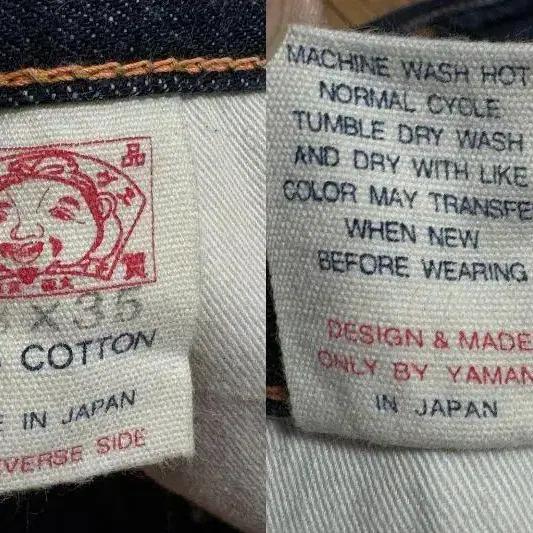 品
質
X 35
COTTON
IN JAPAN
REVERSE SIDE
MACHINE WASH HOT
NORMAL CYCLE
TUMBLE DRY WASH
AND DRY WITH LIKE
COLOR MAY TRANSFE
WHEN NEW
BEFORE WEARING
DESIGN & MADE
ONLY BY YAMAN
IN JAPAN